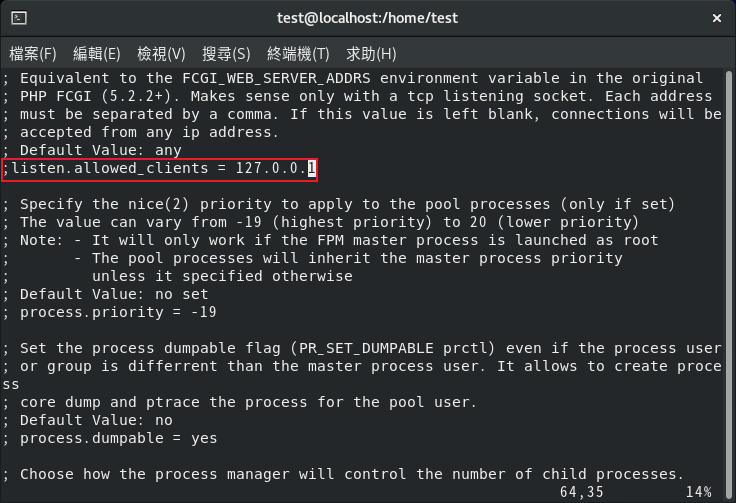 test@localhost:/home/test
檔案(F) 編輯(E) 檢視(V) 搜尋(S) 終端機(T) 求助(H)
; Equivalent to the FCGI_WEB_SERVER_ADDRS environment variable in the original
; PHP FCGI (5.2.2+). Makes sense only with a tcp listening socket. Each address
; must be separated by a comma. If this value is left blank, connections will be
; accepted from any ip address.
; Default Value: any
;listen.allowed_clients = 127.0.0.1
; Specify the nice(2) priority to apply to the pool processes (only if set)
; The value can vary from -19 (highest priority) to 20 (lower priority)
; Note: - It will only work if the FPM master process is launched as root
;       - The pool processes will inherit the master process priority
;         unless it specified otherwise
; Default Value: no set
; process.priority = -19
; Set the process dumpable flag (PR_SET_DUMPABLE prctl) even if the process user
; or group is differrent than the master process user. It allows to create proce
ss
; core dump and ptrace the process for the pool user.
; Default Value: no
; process.dumpable = yes
; Choose how the process manager will control the number of child processes.
64,35 14%